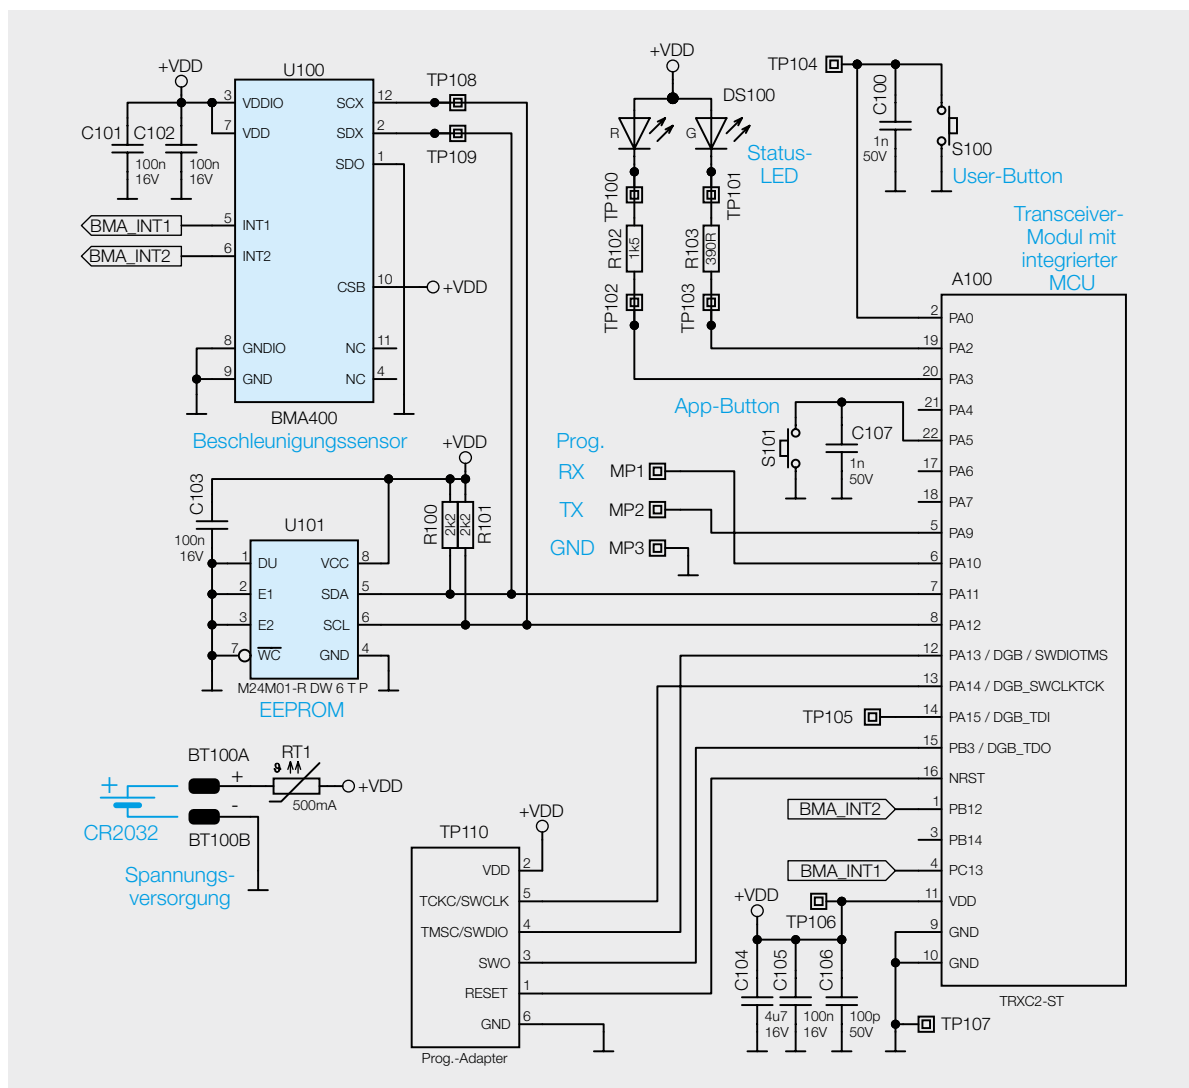 +VDD
U100
C101
C102
100n
16V
100n
16V
3
VDDIO
7
VDD
SCX
12
TP108
SDX
2
TP109
SDO
1
BMA_INT1
5
INT1
BMA_INT2
6
INT2
CSB
10
+VDD
8
GNDIO
9
GND
NC
11
NC
4
BMA400
Beschleunigungssensor
+VDD
DS100
R
G
Status-
LED
TP100
TP101
R102
1k5
R103
390R
TP102
TP103
TP104
C100
1n
50V
S100
User-Button
Transceiver-
Modul mit
integrierter
MCU
A100
2
PA0
19
PA2
20
PA3
21
PA4
22
PA5
17
PA6
18
PA7
5
PA9
6
PA10
7
PA11
8
PA12
12
PA13 / DGB / SWDIOTMS
13
PA14 / DGB_SWCLKTCK
TP105
14
PA15 / DGB_TDI
15
PB3 / DGB_TDO
16
NRST
BMA_INT2
1
PB12
3
PB14
BMA_INT1
4
PC13
11
VDD
9
GND
10
GND
TRXC2-ST
TP107
App-Button
S101
C107
1n
50V
Prog.
RX
MP1
TX
MP2
GND
MP3
+VDD
C103
100n
16V
U101
R100
2k2
2k2
R101
1
DU
VCC
8
2
E1
SDA
5
3
E2
SCL
6
7
WC
GND
4
M24M01-R DW 6 T P
EEPROM
BT100A
+
RT1
ϑ
500mA
+VDD
+
CR2032
-
BT100B
Spannungs-
versorgung
TP110
+VDD
VDD
2
TCKC/SWCLK
5
TMSC/SWDIO
4
SWO
3
RESET
1
GND
6
Prog.-Adapter
+VDD
TP106
C104
4u7
16V
C105
100n
16V
C106
100p
50V